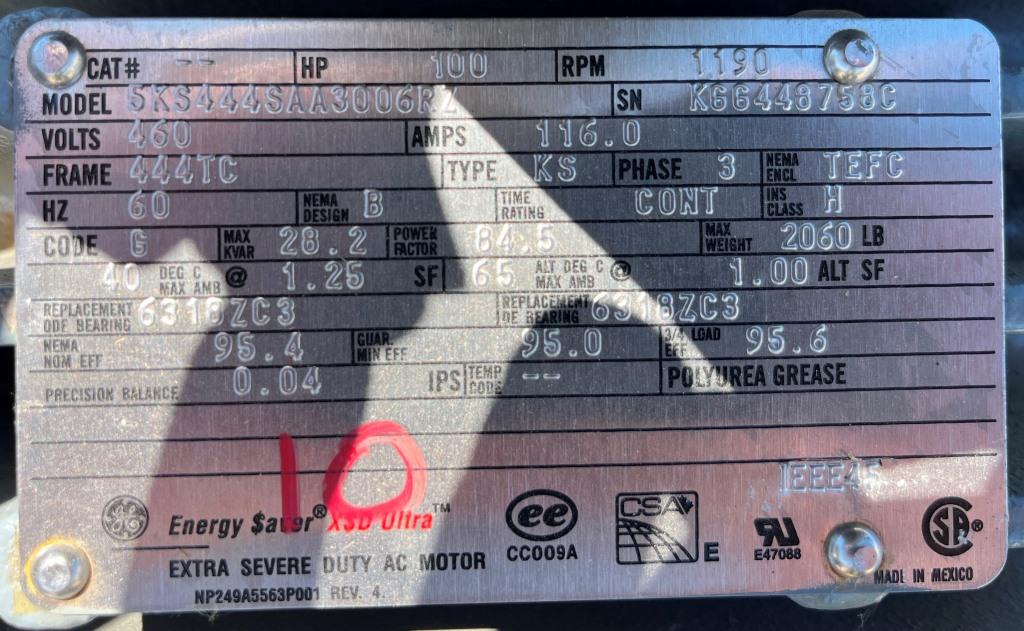 CAT# -- HP 100 RPM 1190
MODEL 5KS444SAA3006RZ SN KGG448758C
VOLTS 460 AMPS 116.0
FRAME 444TC TYPE KS PHASE 3 NEMA ENCL TEFC
HZ 60 NEMA DESIGN B TIME RATING CONT INS CLASS H
CODE G MAX KVAR 28.2 POWER FACTOR 84.5 MAX WEIGHT 2060 LB
40 DEG C MAX AMB @ 1.25 SF 65 ALT DEG C MAX AMB @ 1.00 ALT SF
REPLACEMENT ODE BEARING 6318ZC3 REPLACEMENT DE BEARING 6318ZC3
NEMA NOM EFF 95.4 GUAR. MIN EFF 95.0 3/4 LOAD EFF 95.6
PRECISION BALANCE 0.04 IPS TEMP CODE -- POLYUREA GREASE
10
IEEE45
GE Energy $aver® XSD Ultra™ ee CSA E
CC009A E47088 SA®
EXTRA SEVERE DUTY AC MOTOR
MADE IN MEXICO
NP249A5563P001 REV. 4.